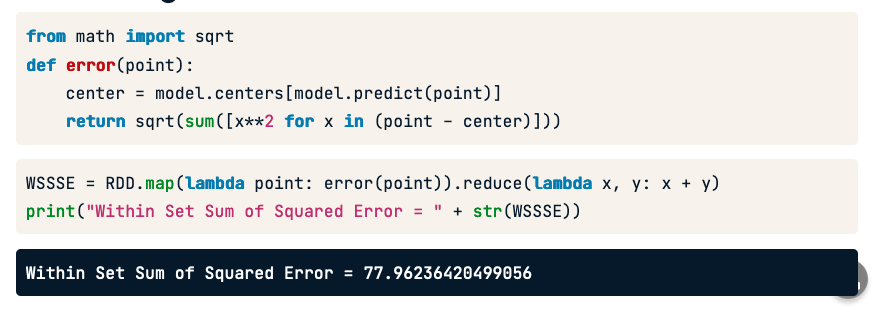 from math import sqrt
def error(point):
    center = model.centers[model.predict(point)]
    return sqrt(sum([x**2 for x in (point - center)]))
WSSSE = RDD.map(lambda point: error(point)).reduce(lambda x, y: x + y)
print("Within Set Sum of Squared Error = " + str(WSSSE))
Within Set Sum of Squared Error = 77.96236420499056